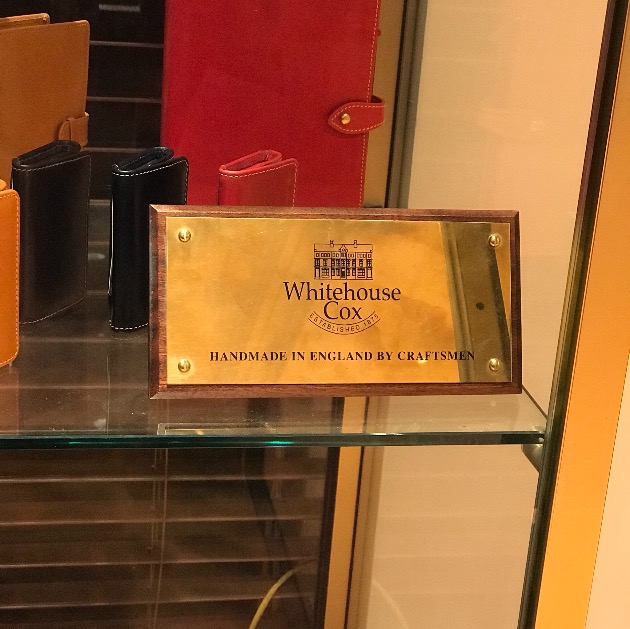 Whitehouse
Cox
ESTABLISHED 1875
HANDMADE IN ENGLAND BY CRAFTSMEN